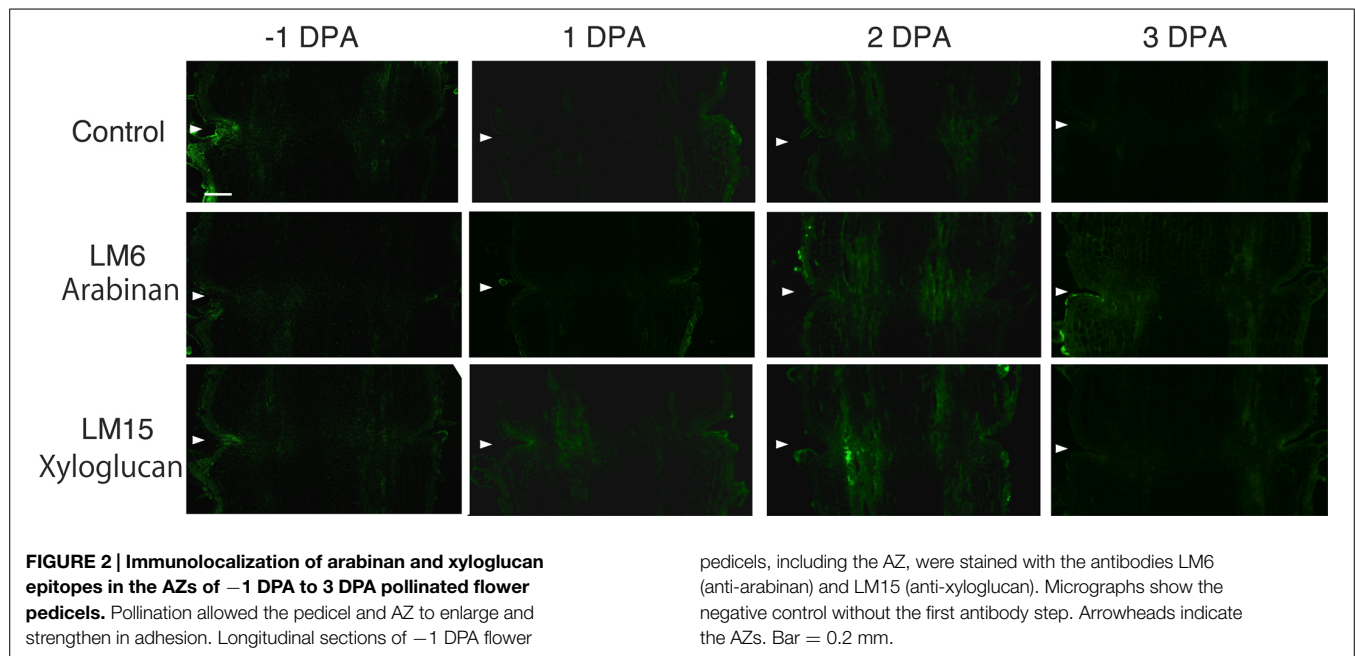 -1 DPA 1 DPA 2 DPA 3 DPA
Control
LM6
Arabinan
LM15
Xyloglucan
FIGURE 2 | Immunolocalization of arabinan and xyloglucan
epitopes in the AZs of −1 DPA to 3 DPA pollinated flower
pedicels. Pollination allowed the pedicel and AZ to enlarge and
strengthen in adhesion. Longitudinal sections of −1 DPA flower
pedicels, including the AZ, were stained with the antibodies LM6
(anti-arabinan) and LM15 (anti-xyloglucan). Micrographs show the
negative control without the first antibody step. Arrowheads indicate
the AZs. Bar = 0.2 mm.